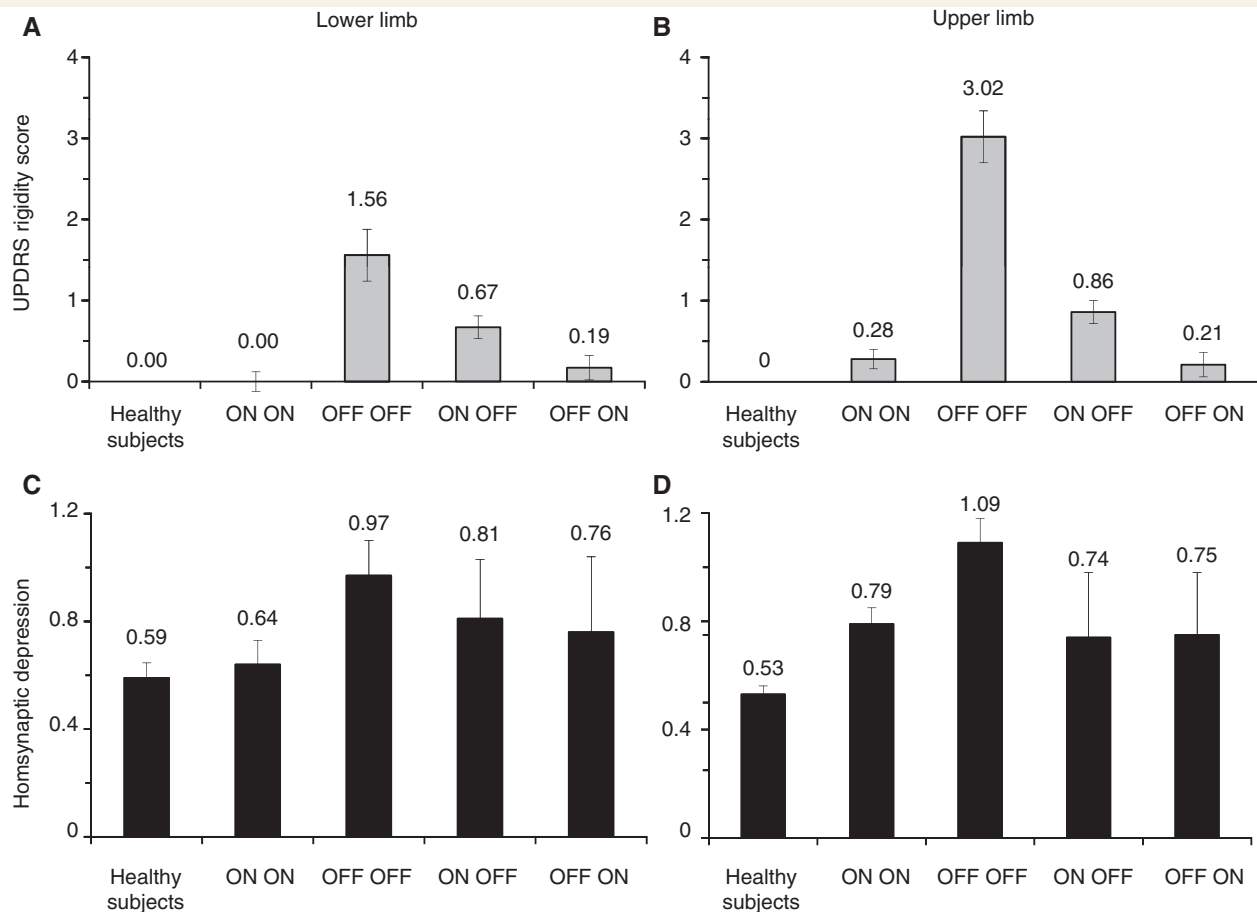 A
Lower limb
UPDRS rigidity score
4
3
2
1
0
0.00
0.00
1.56
0.67
0.19
Healthy
subjects
ON ON
OFF OFF
ON OFF
OFF ON
B
Upper limb
4
3
2
1
0
0
0.28
3.02
0.86
0.21
Healthy
subjects
ON ON
OFF OFF
ON OFF
OFF ON
C
Homsynaptic depression
1.2
0.8
0.4
0
0.59
0.64
0.97
0.81
0.76
Healthy
subjects
ON ON
OFF OFF
ON OFF
OFF ON
D
1.2
0.8
0.4
0
0.53
0.79
1.09
0.74
0.75
Healthy
subjects
ON ON
OFF OFF
ON OFF
OFF ON